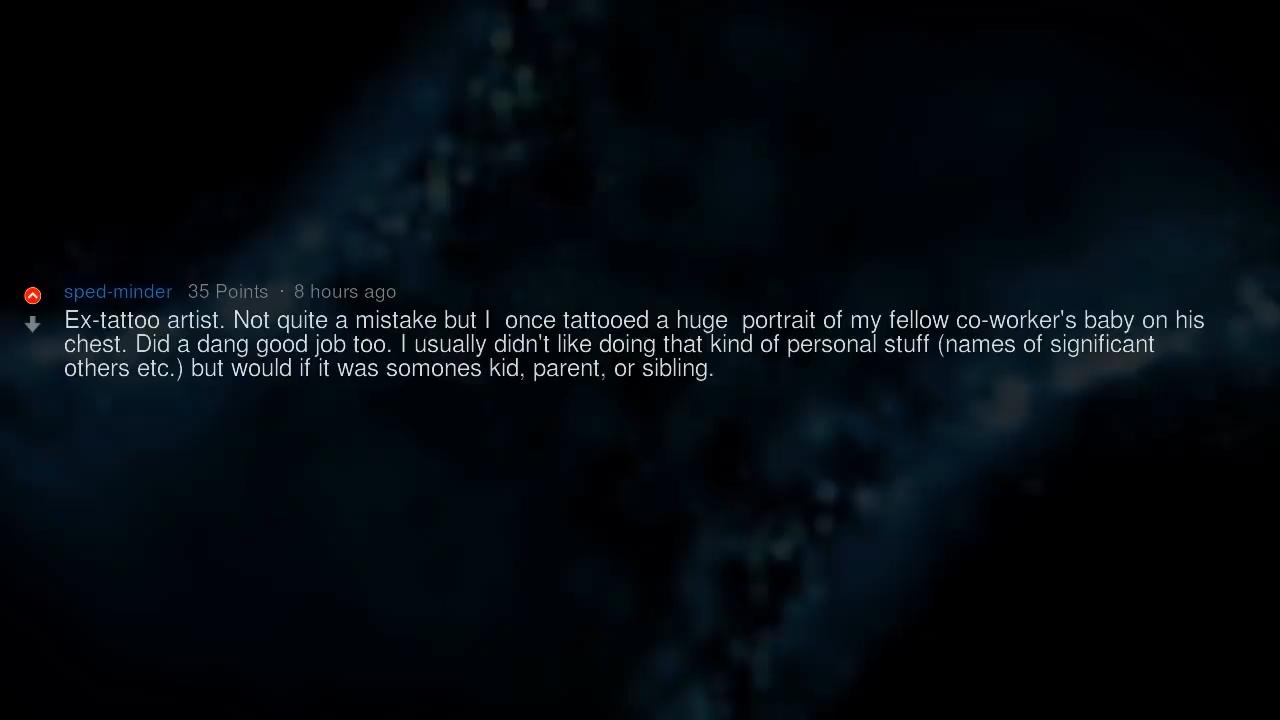 sped-minder 35 Points · 8 hours ago
Ex-tattoo artist. Not quite a mistake but I  once tattooed a huge  portrait of my fellow co-worker's baby on his
chest. Did a dang good job too. I usually didn't like doing that kind of personal stuff (names of significant
others etc.) but would if it was somones kid, parent, or sibling.